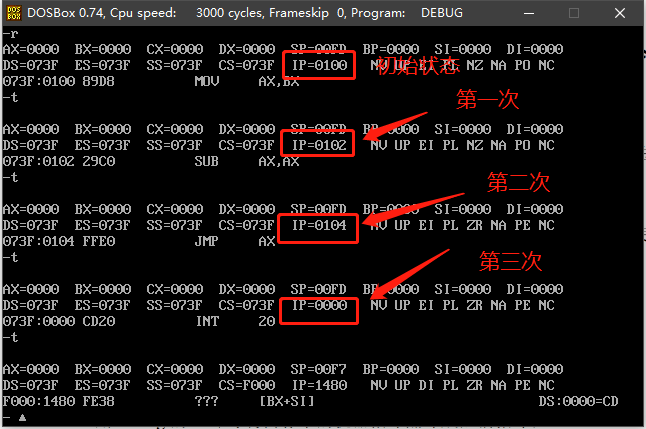 DOSBox 0.74, Cpu speed: 3000 cycles, Frameskip 0, Program: DEBUG
-r
AX=0000 BX=0000 CX=0000 DX=0000 SP=00FD BP=0000 SI=0000 DI=0000
DS=073F ES=073F SS=073F CS=073F IP=0100 NV UP EI PL NZ NA PO NC
初始状态
073F:0100 89D8 MOV AX,BX
-t
第一次
AX=0000 BX=0000 CX=0000 DX=0000 SP=00FD BP=0000 SI=0000 DI=0000
DS=073F ES=073F SS=073F CS=073F IP=0102 NV UP EI PL NZ NA PO NC
073F:0102 29C0 SUB AX,AX
-t
第二次
AX=0000 BX=0000 CX=0000 DX=0000 SP=00FD BP=0000 SI=0000 DI=0000
DS=073F ES=073F SS=073F CS=073F IP=0104 NV UP EI PL ZR NA PE NC
073F:0104 FFE0 JMP AX
-t
第三次
AX=0000 BX=0000 CX=0000 DX=0000 SP=00FD BP=0000 SI=0000 DI=0000
DS=073F ES=073F SS=073F CS=073F IP=0000 NV UP EI PL ZR NA PE NC
073F:0000 CD20 INT 20
-t
AX=0000 BX=0000 CX=0000 DX=0000 SP=00F7 BP=0000 SI=0000 DI=0000
DS=073F ES=073F SS=073F CS=F000 IP=1480 NV UP DI PL ZR NA PE NC
F000:1480 FE38 ??? [BX+SI] DS:0000=CD
-